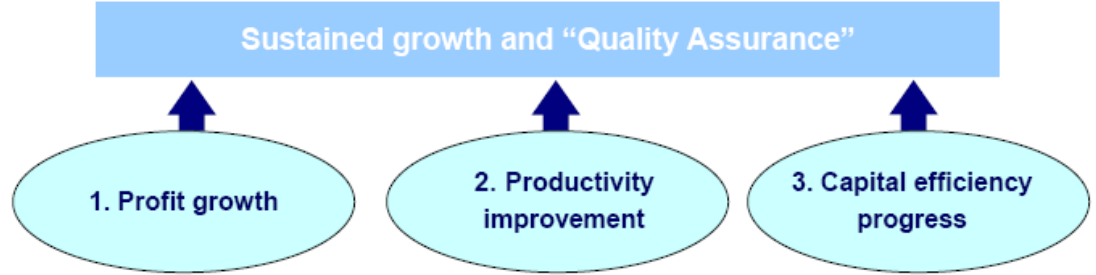 Sustained growth and “Quality Assurance”
1. Profit growth
2. Productivity
improvement
3. Capital efficiency
progress